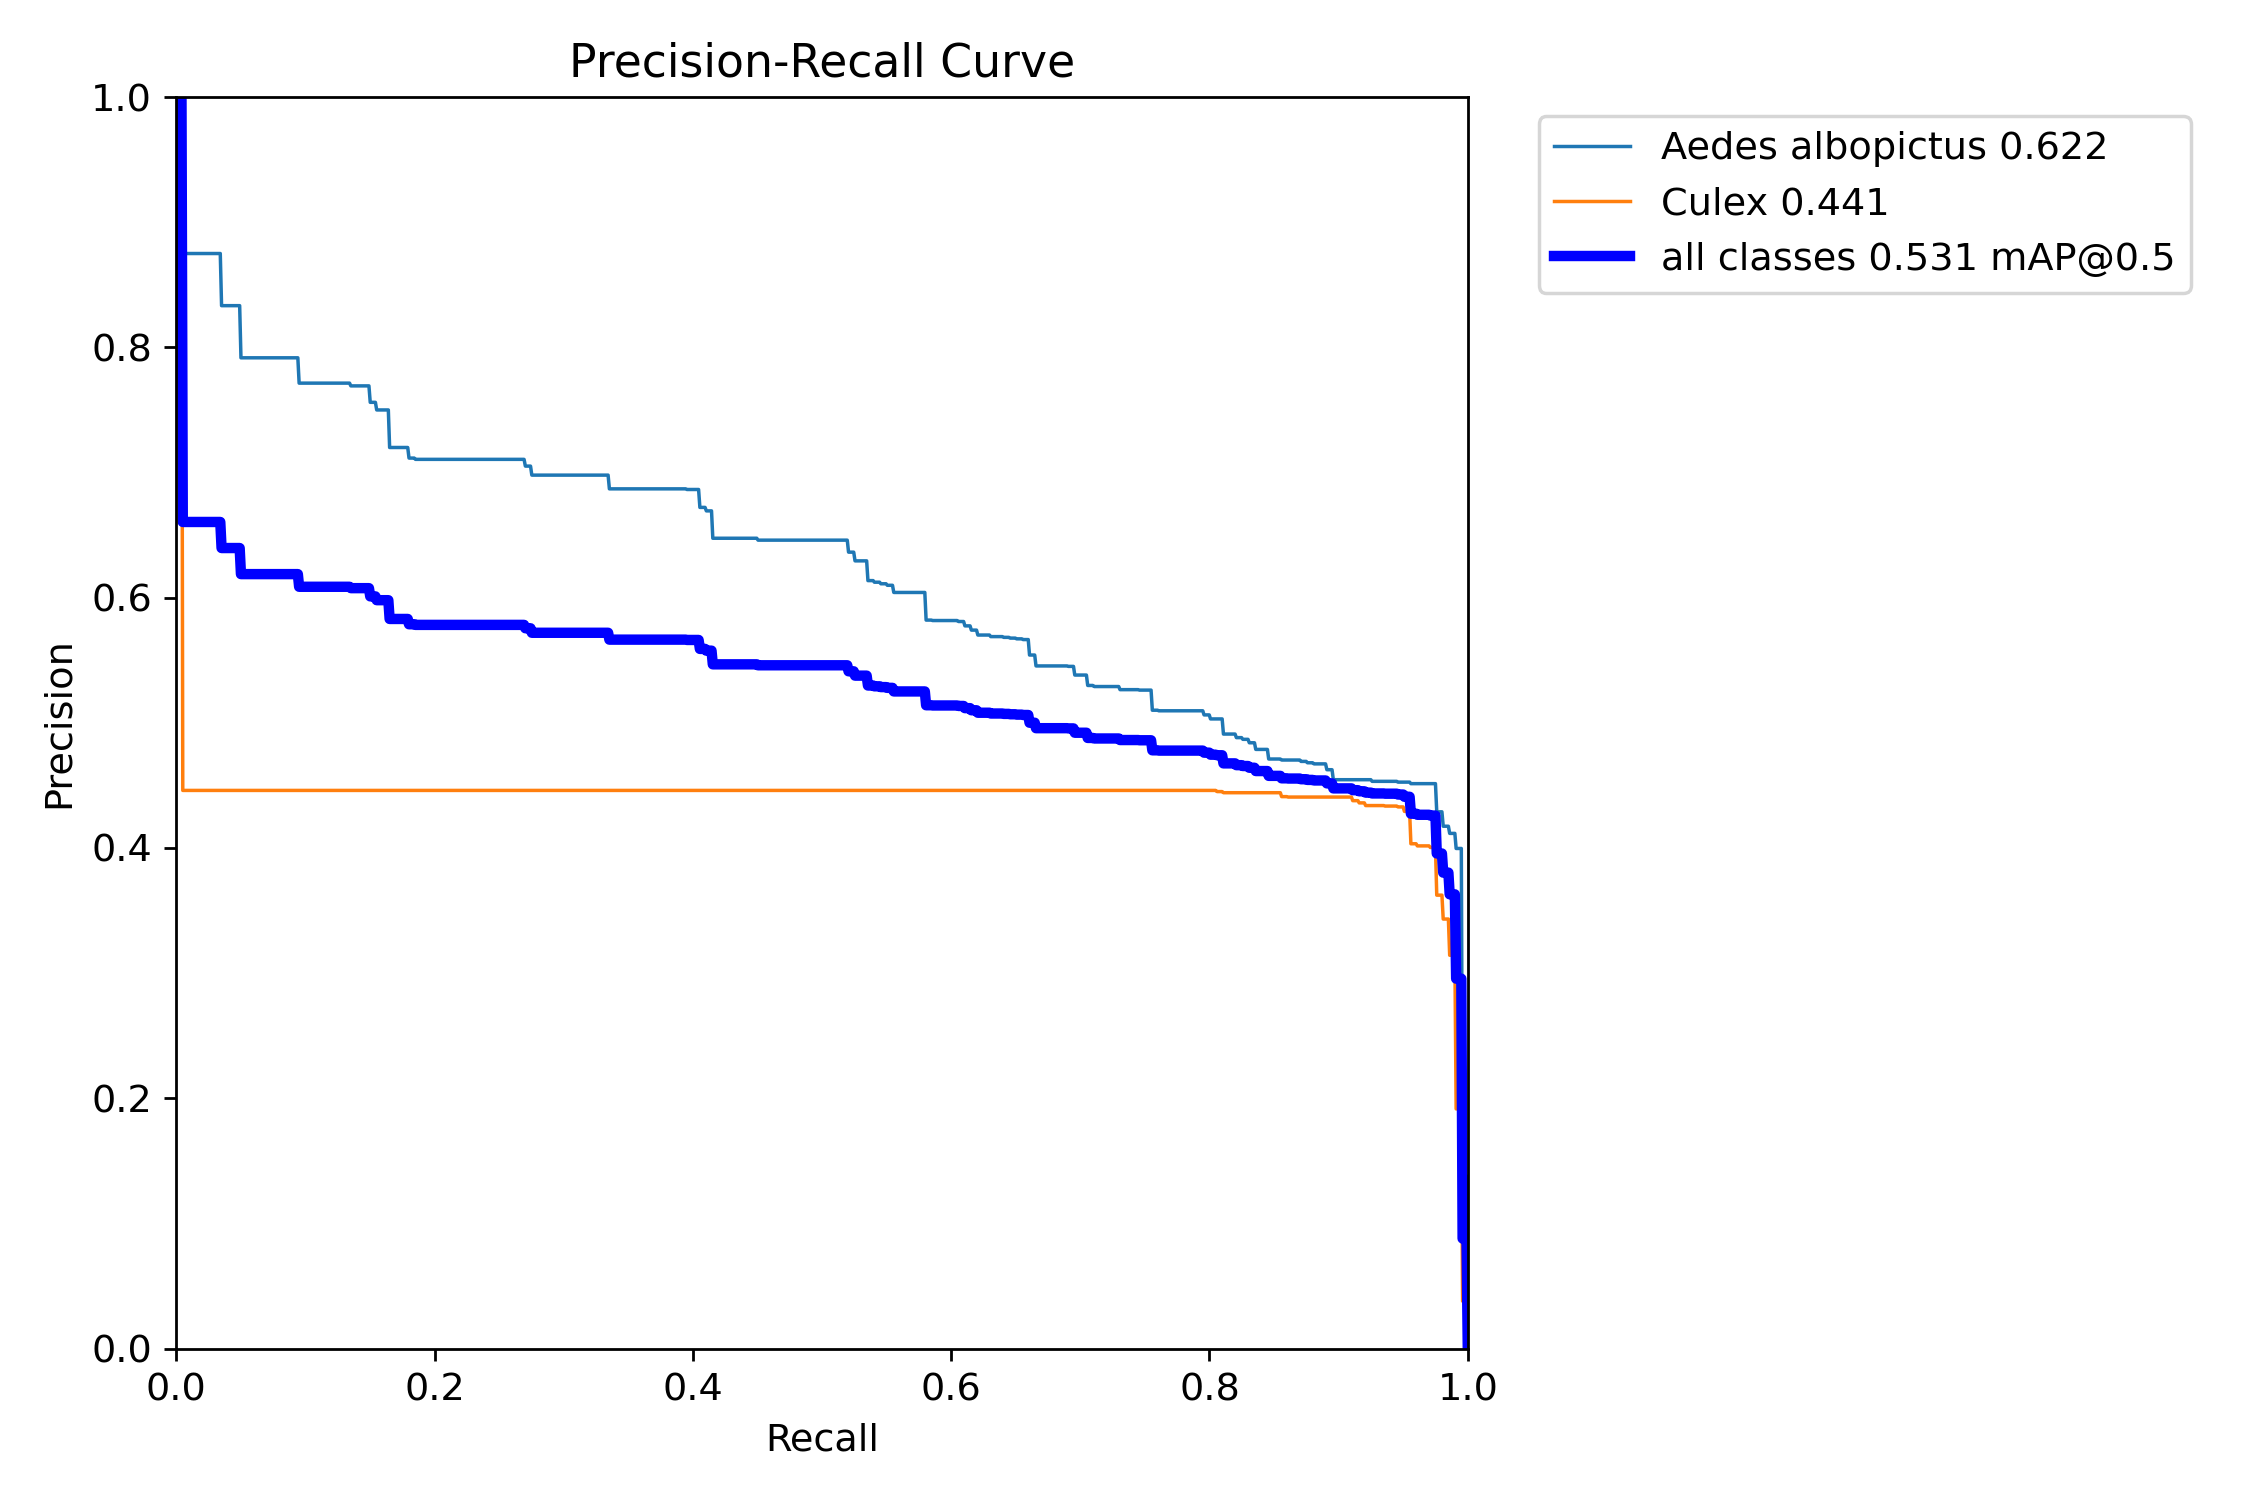 Precision-Recall Curve
1.0
0.8
0.6
0.4
0.2
0.0
Precision
0.0 0.2 0.4 0.6 0.8 1.0
Recall
Aedes albopictus 0.622
Culex 0.441
all classes 0.531 mAP@0.5